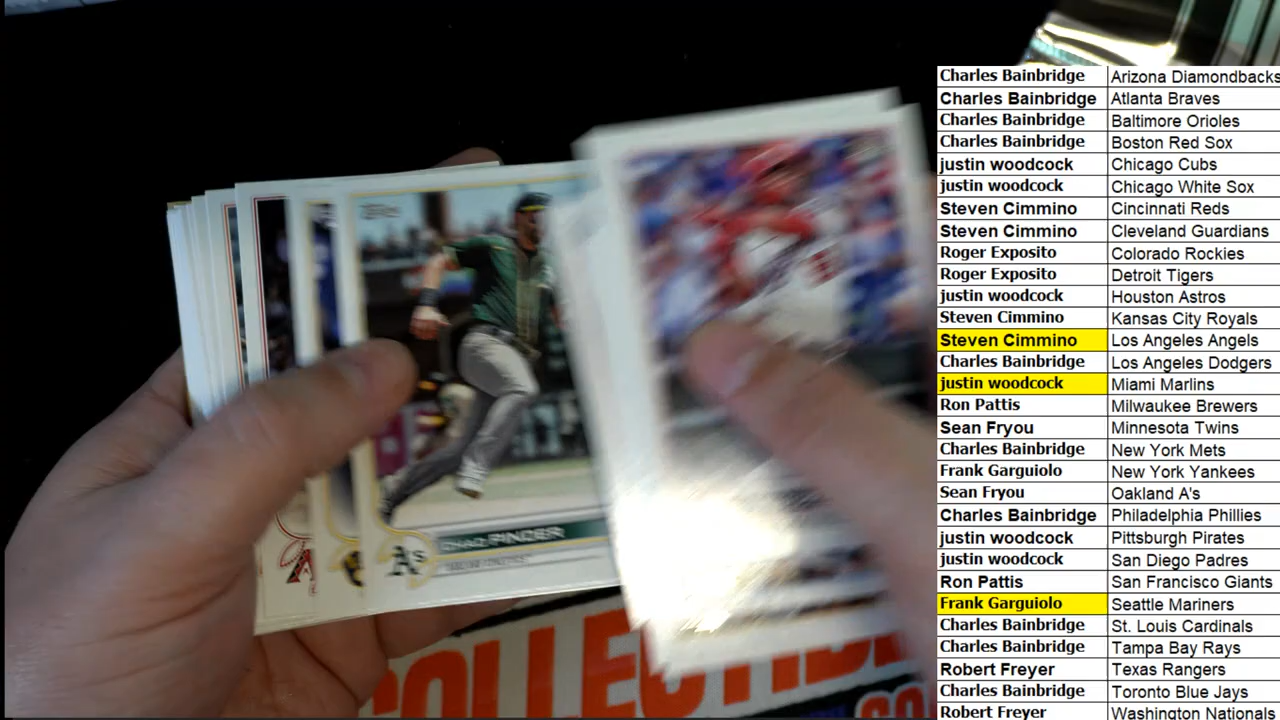 Charles Bainbridge Arizona Diamondbacks
Charles Bainbridge Atlanta Braves
Charles Bainbridge Baltimore Orioles
Charles Bainbridge Boston Red Sox
justin woodcock Chicago Cubs
justin woodcock Chicago White Sox
Steven Cimmino Cincinnati Reds
Steven Cimmino Cleveland Guardians
Roger Exposito Colorado Rockies
Roger Exposito Detroit Tigers
justin woodcock Houston Astros
Steven Cimmino Kansas City Royals
Steven Cimmino Los Angeles Angels
Charles Bainbridge Los Angeles Dodgers
justin woodcock Miami Marlins
Ron Pattis Milwaukee Brewers
Sean Fryou Minnesota Twins
Charles Bainbridge New York Mets
Frank Garguiolo New York Yankees
Sean Fryou Oakland A's
Charles Bainbridge Philadelphia Phillies
justin woodcock Pittsburgh Pirates
justin woodcock San Diego Padres
Ron Pattis San Francisco Giants
Frank Garguiolo Seattle Mariners
Charles Bainbridge St. Louis Cardinals
Charles Bainbridge Tampa Bay Rays
Robert Freyer Texas Rangers
Charles Bainbridge Toronto Blue Jays
Robert Freyer Washington Nationals
CHAD PINDER
A's